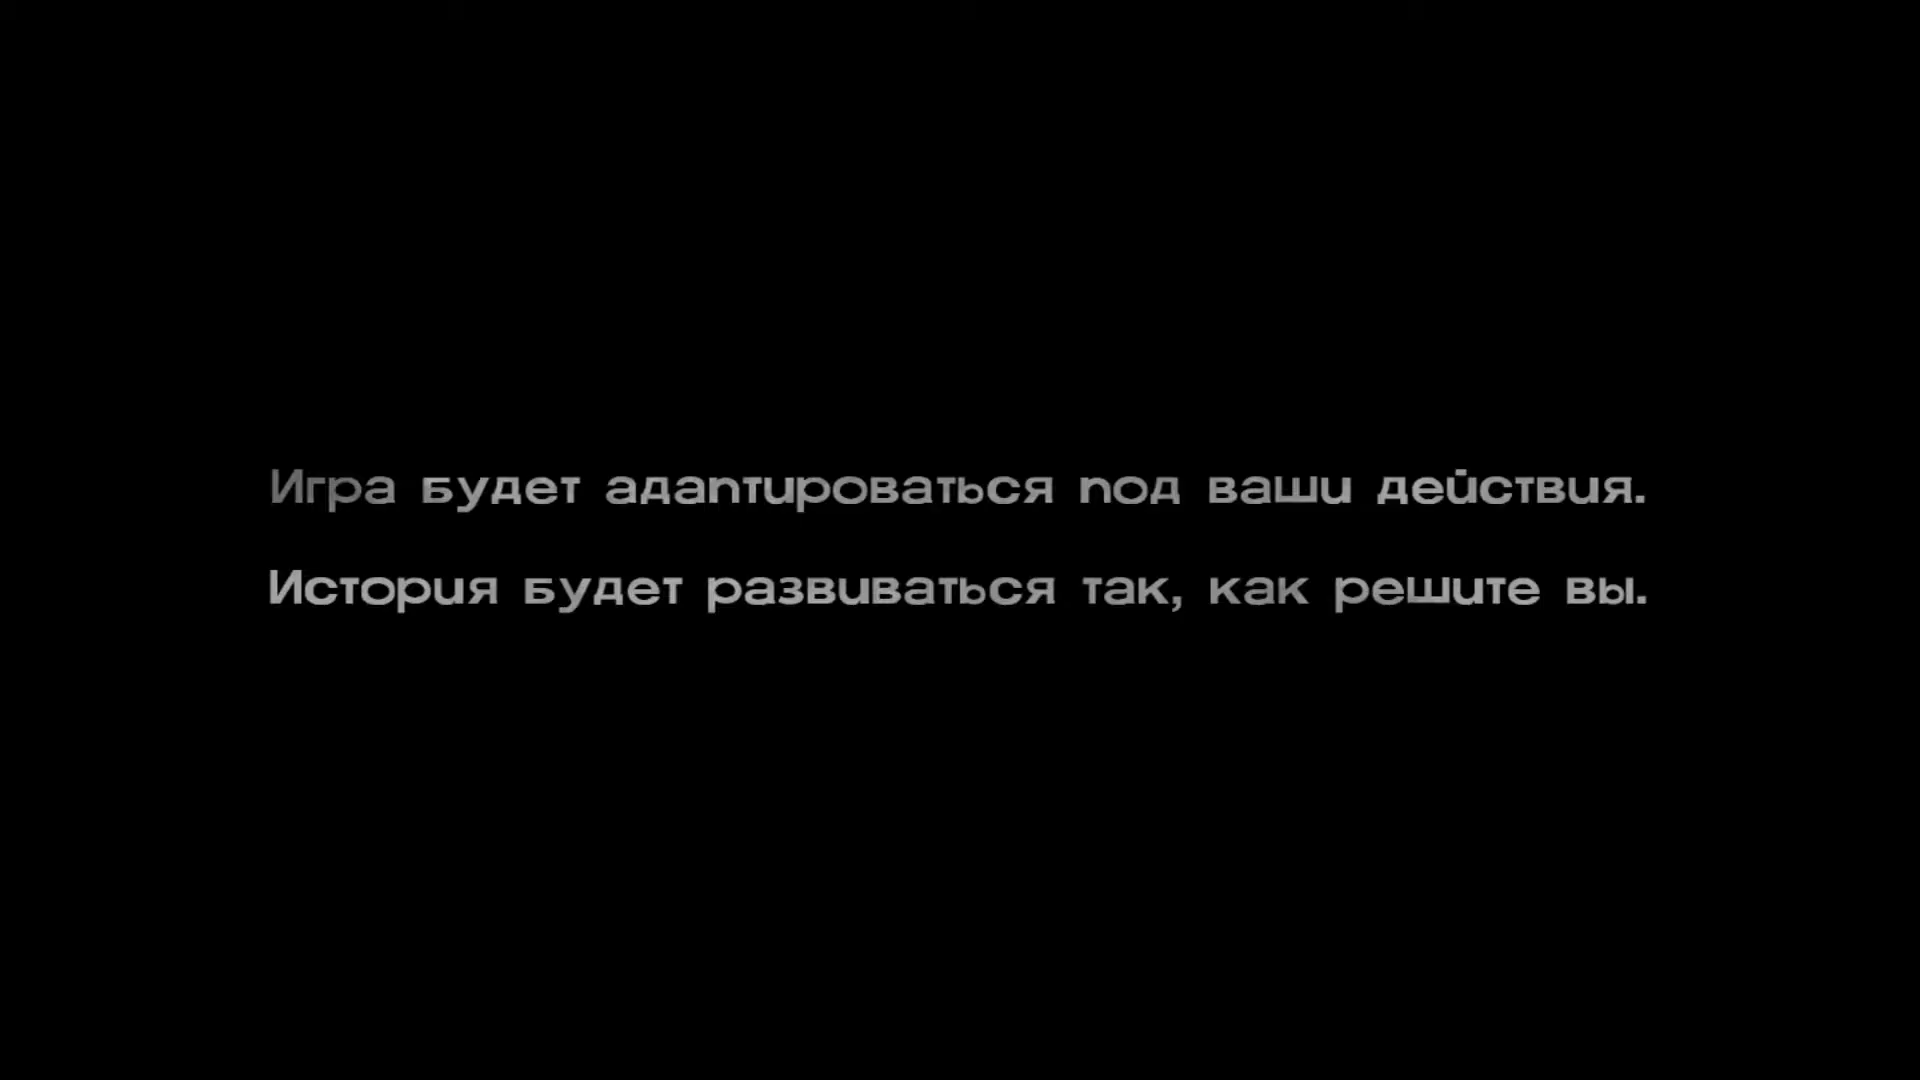 Игра будет адаптироваться под ваши действия.
История будет развиваться так, как решите вы.